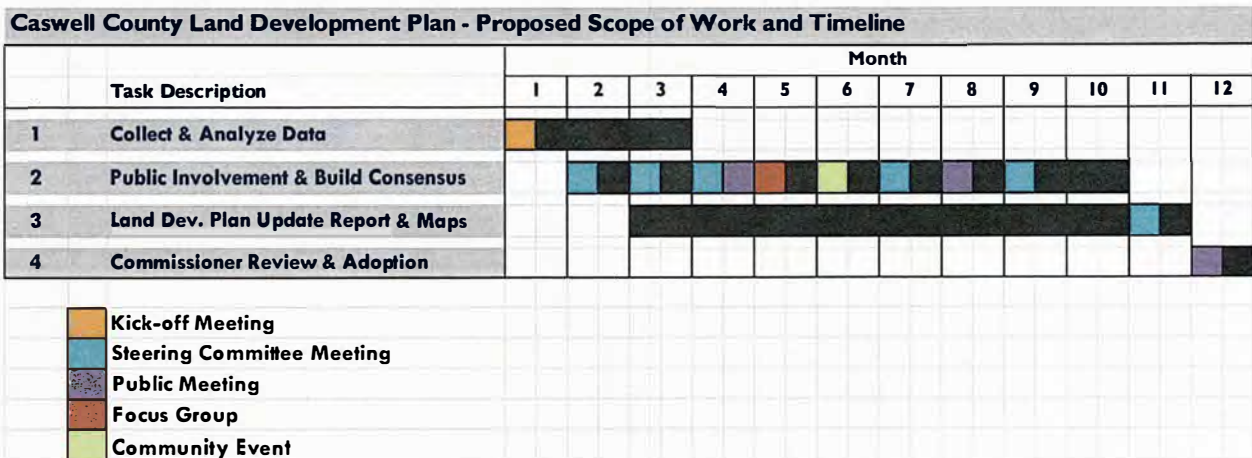 Caswell County Land Development Plan - Proposed Scope of Work and Timeline
Month
Task Description 1 2 3 4 5 6 7 8 9 10 11 12
1 Collect & Analyze Data
2 Public Involvement & Build Consensus
3 Land Dev. Plan Update Report & Maps
4 Commissioner Review & Adoption
Kick-off Meeting
Steering Committee Meeting
Public Meeting
Focus Group
Community Event